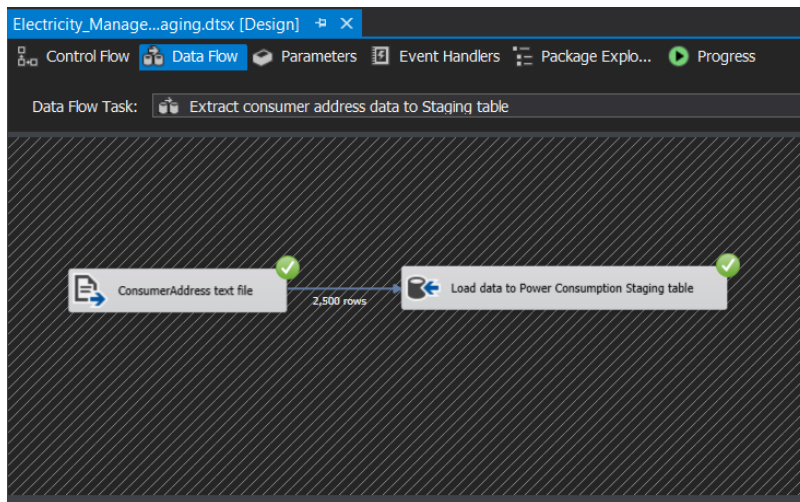 Electricity_Manage...aging.dtsx [Design]
Control Flow Data Flow Parameters Event Handlers Package Explo... Progress
Data Flow Task: Extract consumer address data to Staging table
ConsumerAddress text file
2,500 rows
Load data to Power Consumption Staging table